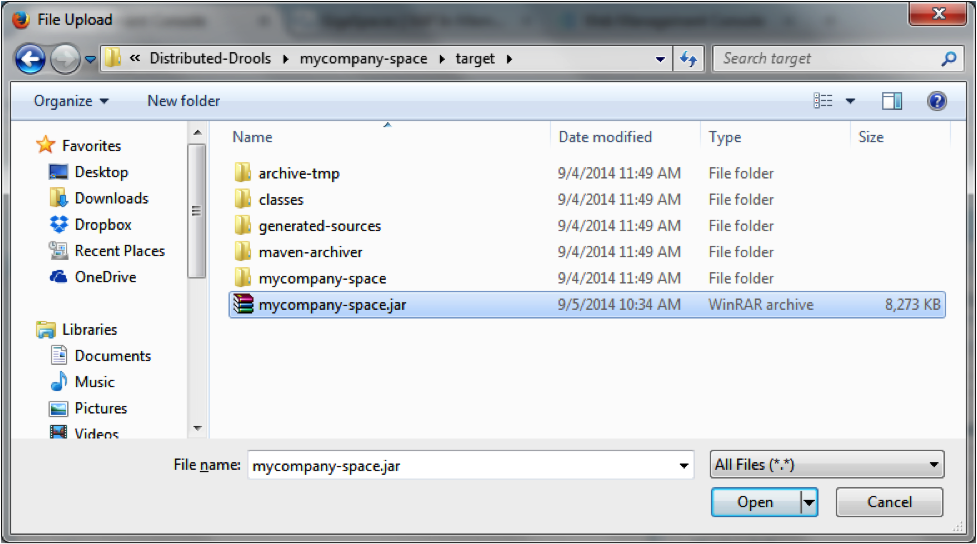 File Upload
« Distributed-Drools ▸ mycompany-space ▸ target ▸ Search target
Organize New folder
Name Date modified Type Size
Favorites
Desktop
Downloads
Dropbox
Recent Places
OneDrive
Libraries
Documents
Music
Pictures
Videos
archive-tmp 9/4/2014 11:49 AM File folder
classes 9/4/2014 11:49 AM File folder
generated-sources 9/4/2014 11:49 AM File folder
maven-archiver 9/4/2014 11:49 AM File folder
mycompany-space 9/4/2014 11:49 AM File folder
mycompany-space.jar 9/5/2014 10:34 AM WinRAR archive 8,273 KB
File name: mycompany-space.jar All Files (*.*)
Open Cancel